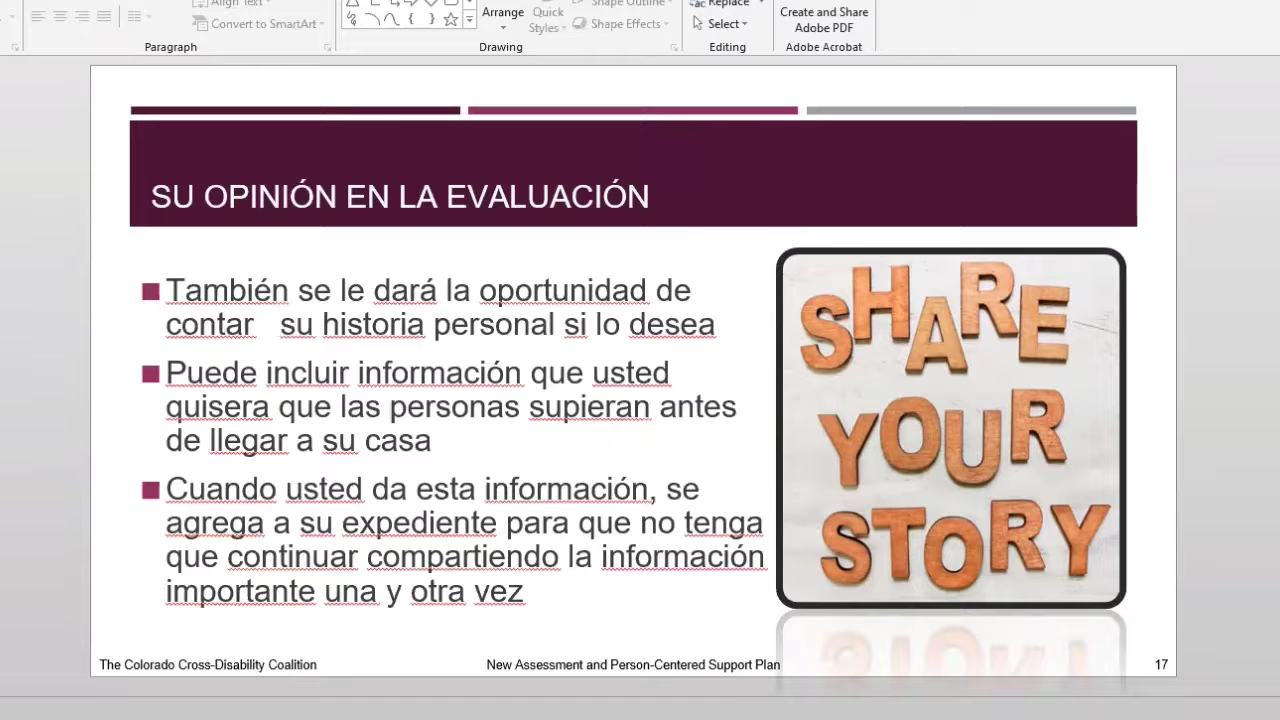 Align Text
Convert to SmartArt
Paragraph
Arrange
Quick
Styles
Shape Outline
Shape Effects
Drawing
Replace
Select
Editing
Create and Share
Adobe PDF
Adobe Acrobat
SU OPINIÓN EN LA EVALUACIÓN
También se le dará la oportunidad de
contar su historia personal si lo desea
Puede incluir información que usted
quisera que las personas supieran antes
de llegar a su casa
Cuando usted da esta información, se
agrega a su expediente para que no tenga
que continuar compartiendo la información
importante una y otra vez
SHARE
YOUR
STORY
The Colorado Cross-Disability Coalition
New Assessment and Person-Centered Support Plan
17